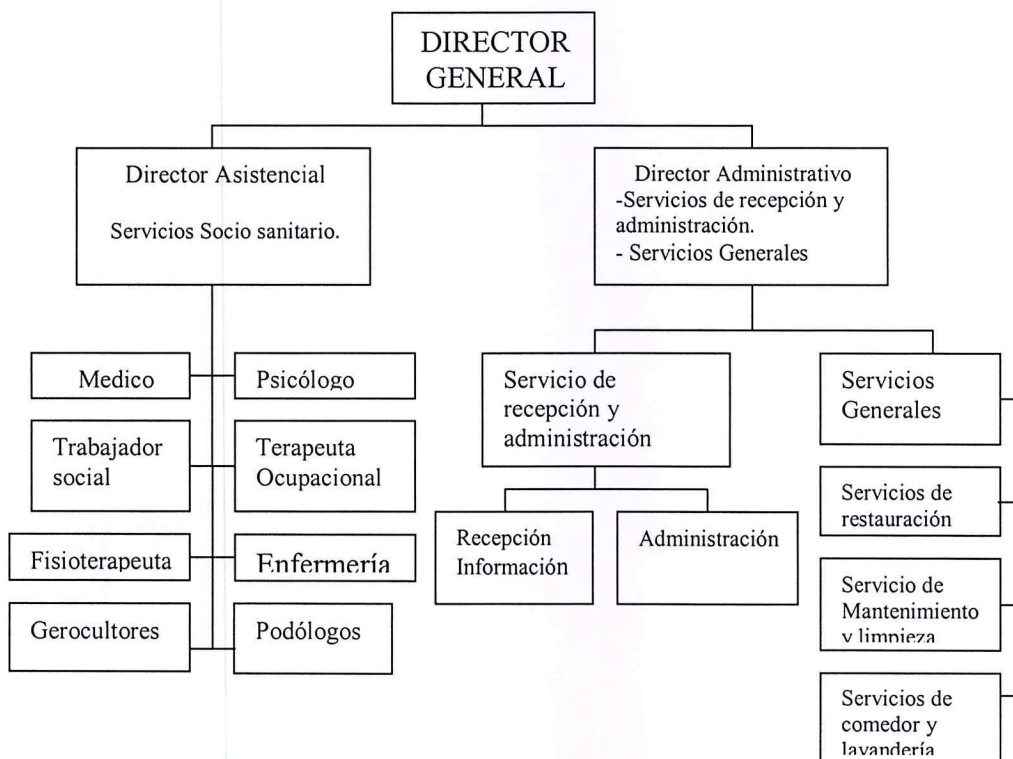 DIRECTOR
GENERAL
Director Asistencial
Servicios Socio sanitario.
Director Administrativo
-Servicios de recepción y
administración.
- Servicios Generales
Medico
Psicólogo
Trabajador
social
Terapeuta
Ocupacional
Fisioterapeuta
Enfermería
Gerocultores
Podólogos
Servicio de
recepción y
administración
Recepción
Información
Administración
Servicios
Generales
Servicios de
restauración
Servicio de
Mantenimiento
y limpieza
Servicios de
comedor y
lavandería